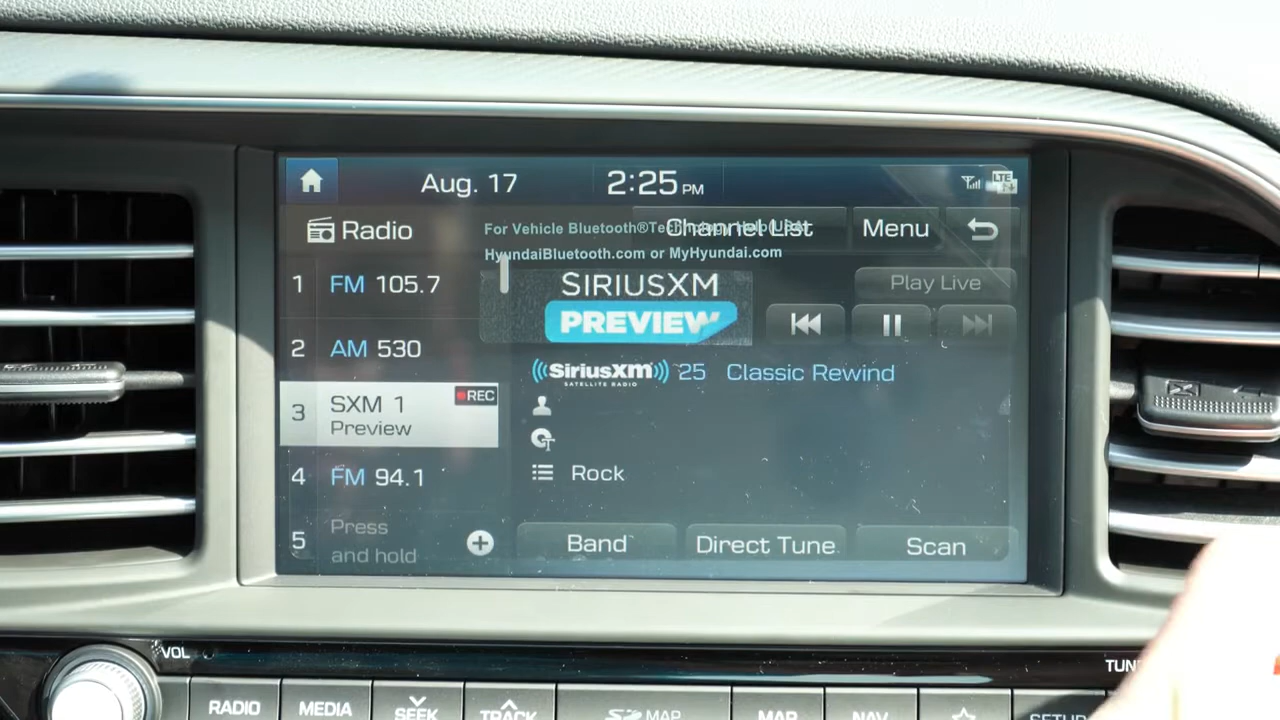 Aug. 17 2:25 PM LTE
Radio
For Vehicle Bluetooth® Technology
Channel List
Menu
HyundaiBluetooth.com or MyHyundai.com
1 FM 105.7
SIRIUSXM
PREVIEW
Play Live
2 AM 530
SiriusXM
SATELLITE RADIO
25 Classic Rewind
3 SXM 1
REC
Preview
4 FM 94.1
Rock
5 Press
and hold
Band
Direct Tune
Scan
VOL
TUNE
RADIO
MEDIA
SEEK
TRACK
MAP
MAP
NAV
SETUP